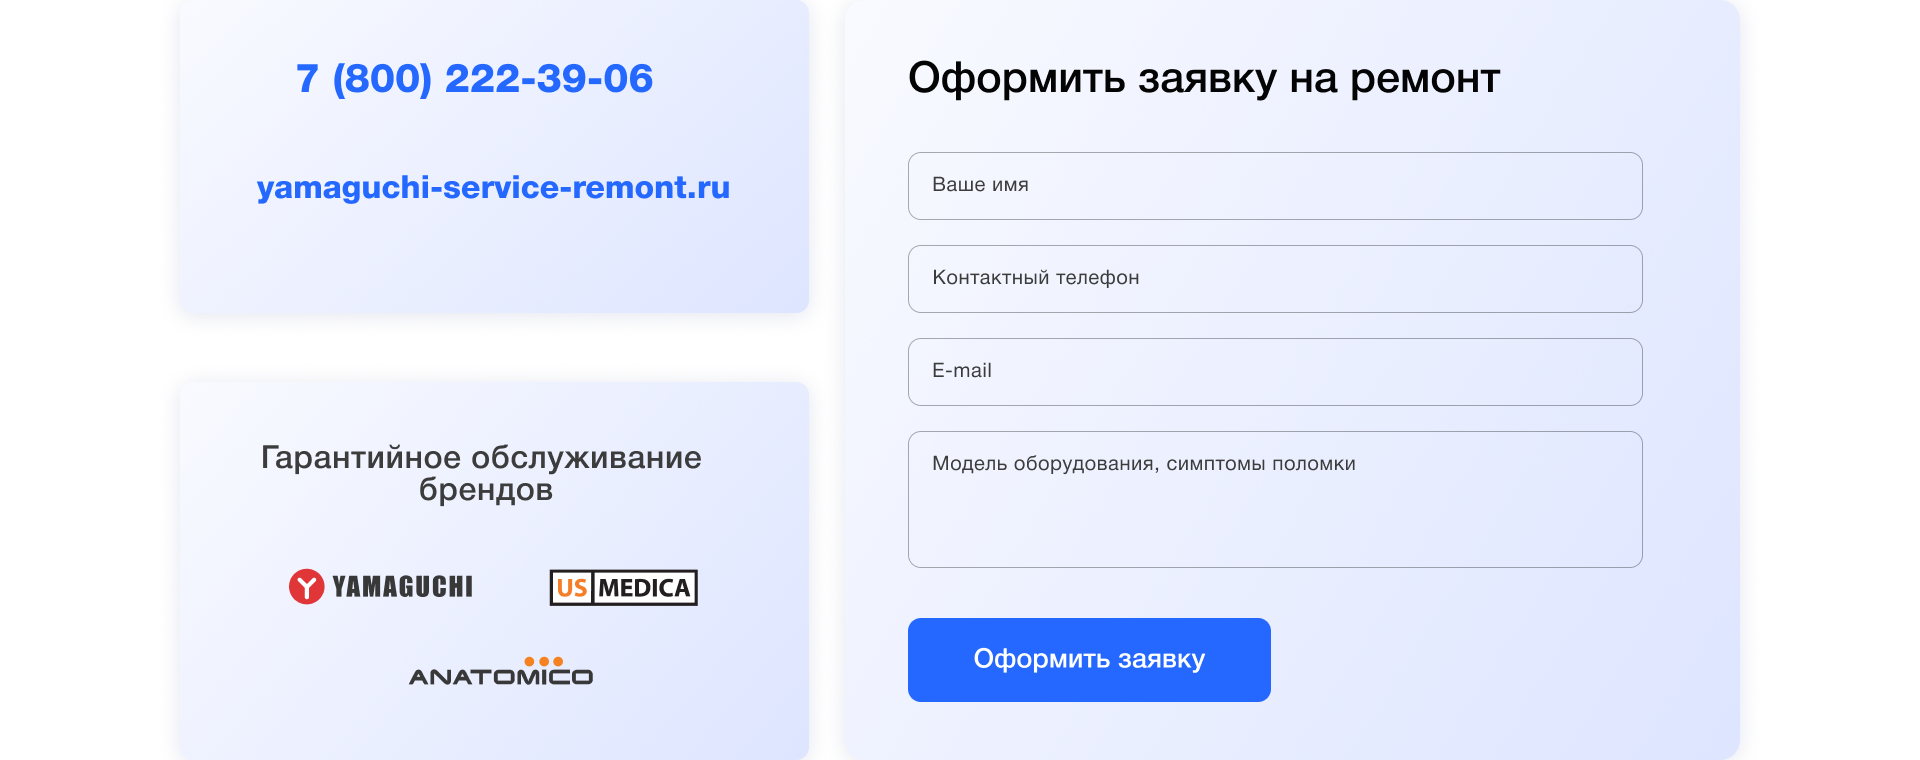 7 (800) 222-39-06
yamaguchi-service-remont.ru
Гарантийное обслуживание
брендов
YAMAGUCHI
US MEDICA
ANATOMICO
Оформить заявку на ремонт
Ваше имя
Контактный телефон
E-mail
Модель оборудования, симптомы поломки
Оформить заявку